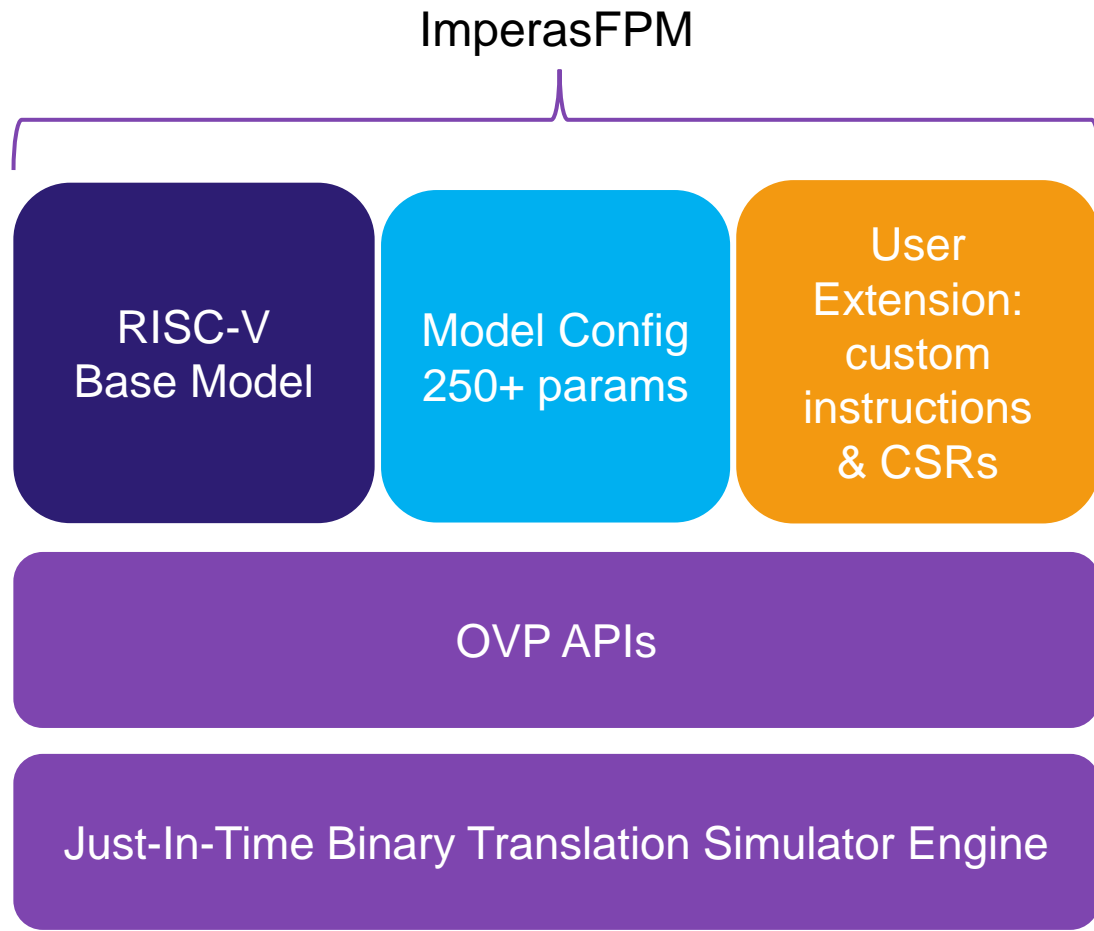 ImperasFPM
RISC-V
Base Model
Model Config
250+ params
User
Extension:
custom
instructions
& CSRs
OVP APIs
Just-In-Time Binary Translation Simulator Engine